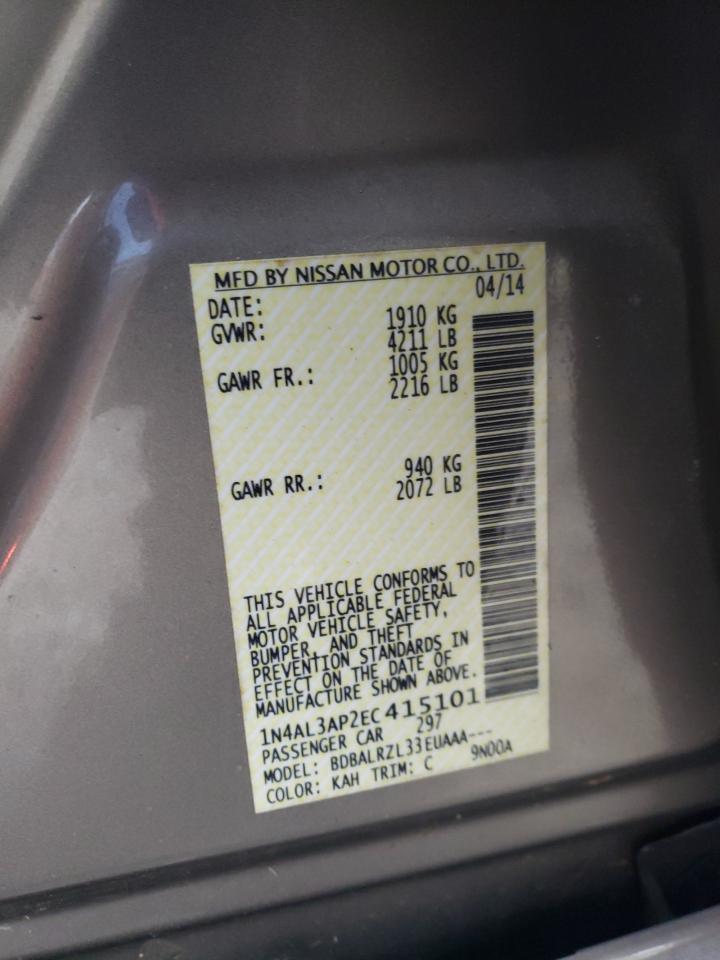 MFD BY NISSAN MOTOR CO., LTD.
DATE: 04/14
GVWR: 1910 KG
4211 LB
GAWR FR.: 1005 KG
2216 LB
GAWR RR.: 940 KG
2072 LB
THIS VEHICLE CONFORMS TO
ALL APPLICABLE FEDERAL
MOTOR VEHICLE SAFETY,
BUMPER, AND THEFT
PREVENTION STANDARDS IN
EFFECT ON THE DATE OF
MANUFACTURE SHOWN ABOVE.
1N4AL3AP2EC415101
PASSENGER CAR 297
MODEL: BDBALRZL33EUAAA---
COLOR: KAH TRIM: C 9N00A